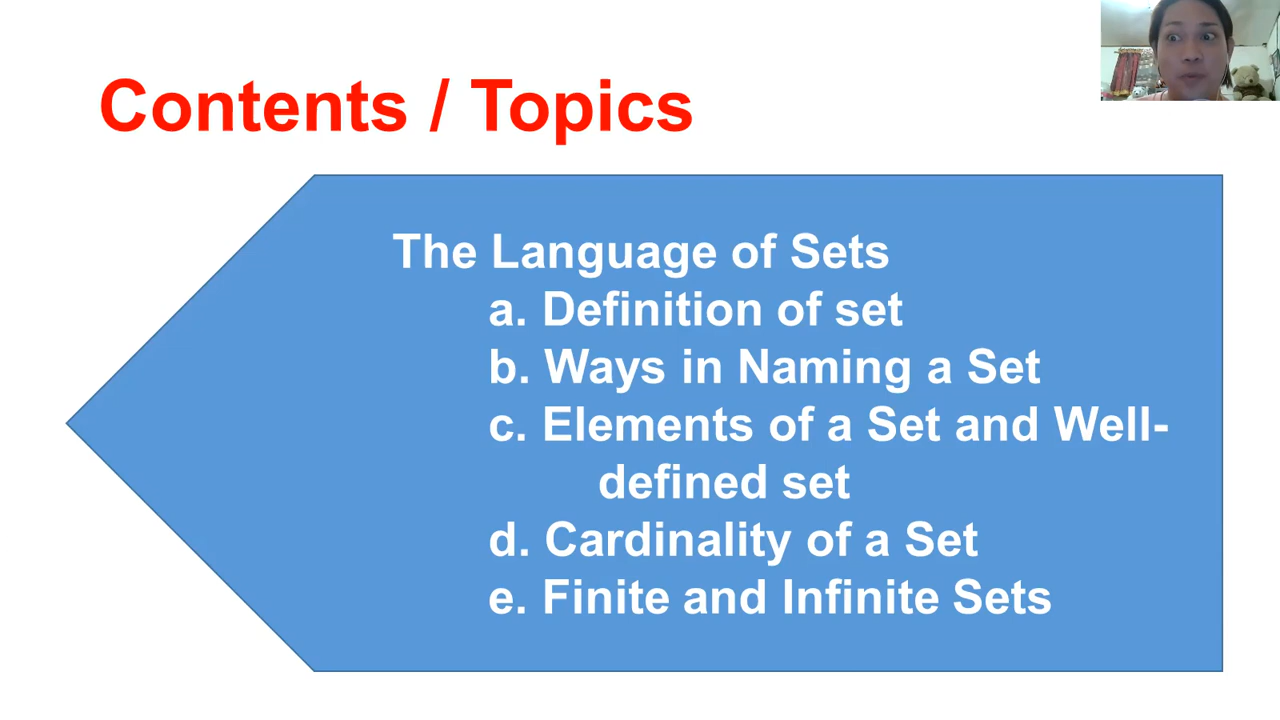 Contents / Topics
The Language of Sets
a. Definition of set
b. Ways in Naming a Set
c. Elements of a Set and Well-
defined set
d. Cardinality of a Set
e. Finite and Infinite Sets